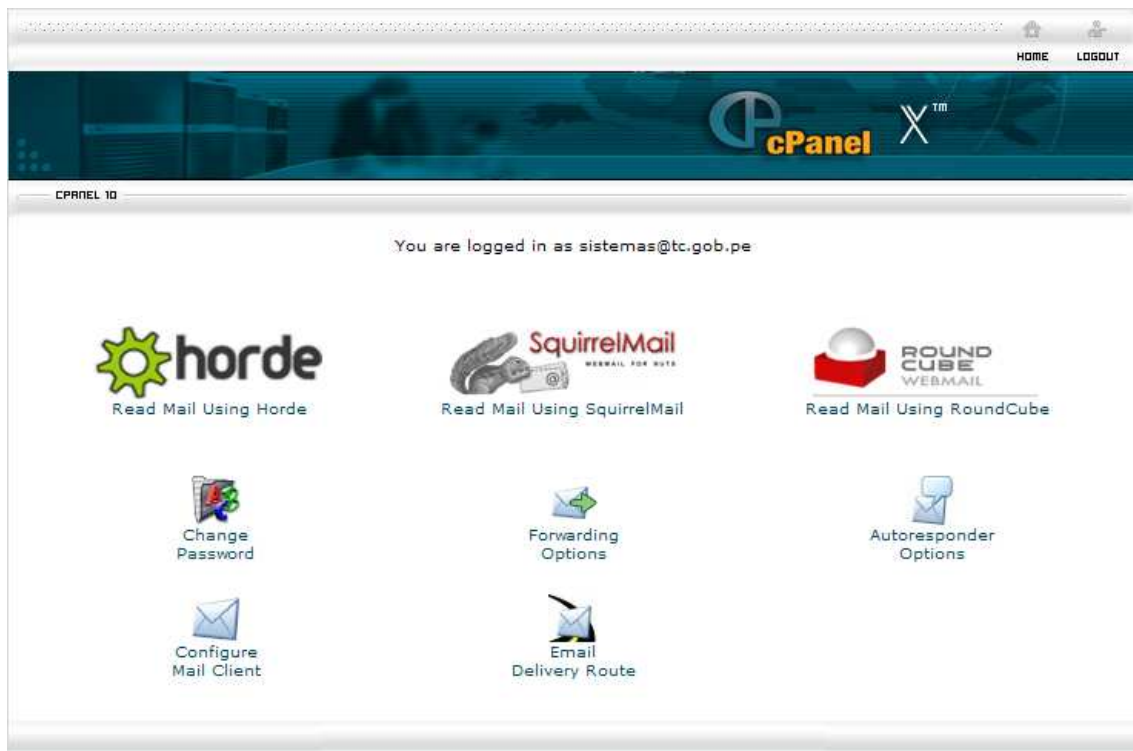 HOME LOGOUT
cPanel X™
CPANEL 10
You are logged in as sistemas@tc.gob.pe
horde
SquirrelMail
WEBMAIL FOR NUTS
@
ROUND
CUBE
WEBMAIL
Read Mail Using Horde
Read Mail Using SquirrelMail
Read Mail Using RoundCube
Change
Password
Forwarding
Options
Autoresponder
Options
Configure
Mail Client
Email
Delivery Route